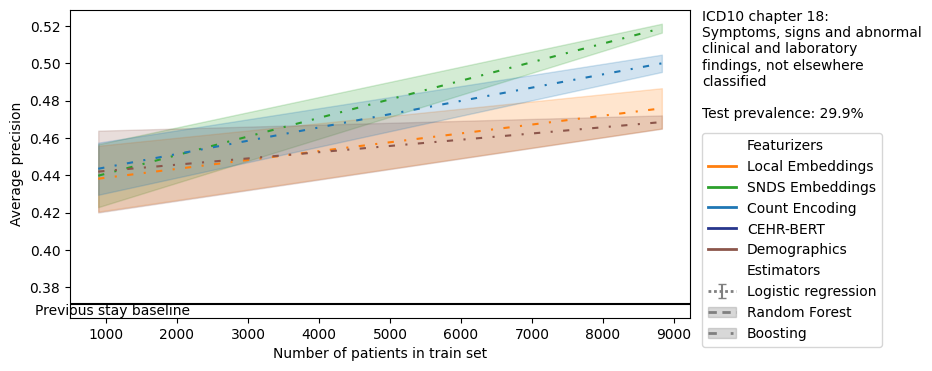 ICD10 chapter 18:
Symptoms, signs and abnormal
clinical and laboratory
findings, not elsewhere
classified
Test prevalence: 29.9%
Featurizers
Local Embeddings
SNDS Embeddings
Count Encoding
CEHR-BERT
Demographics
Estimators
Logistic regression
Random Forest
Boosting
Average precision
0.52
0.50
0.48
0.46
0.44
0.42
0.40
0.38
Previous stay baseline
1000 2000 3000 4000 5000 6000 7000 8000 9000
Number of patients in train set